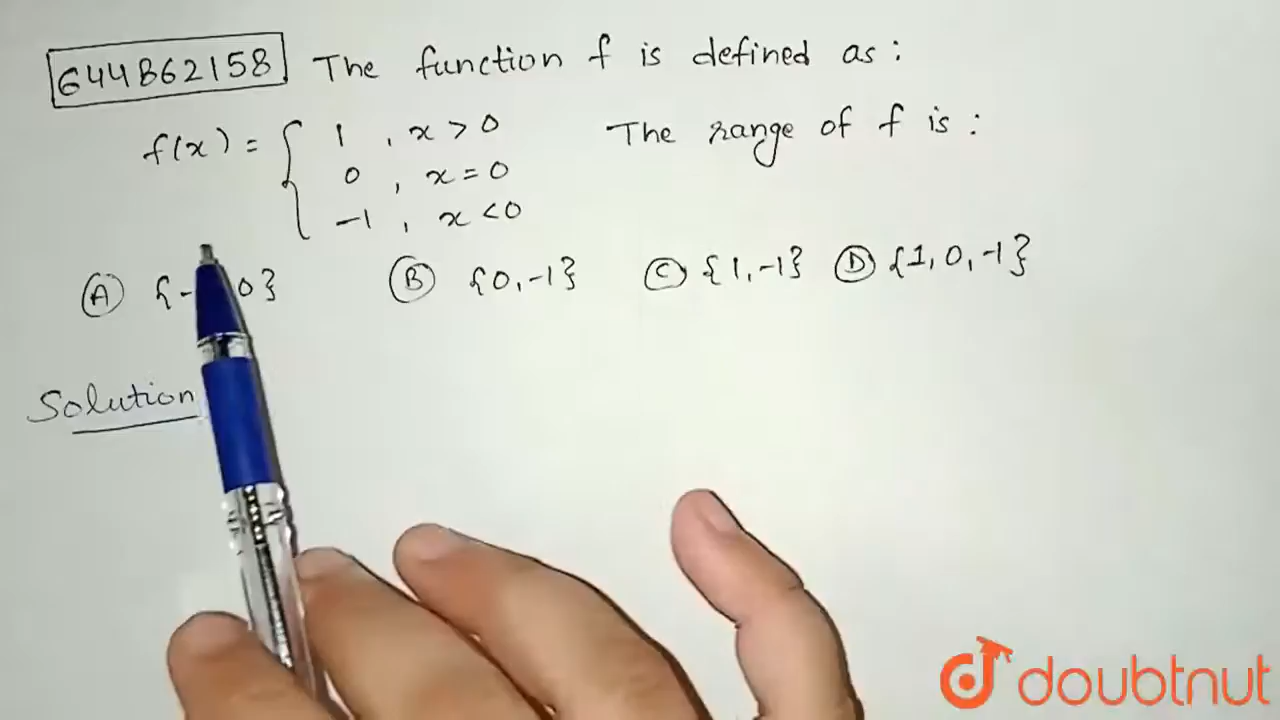 644862158 The function f is defined as :
f(x) = { 1 , x > 0 The range of f is :
0 , x = 0
-1 , x < 0
(A) {- 0} (B) {0, -1} (C) {1, -1} (D) {1, 0, -1}
Solution
doubtnut